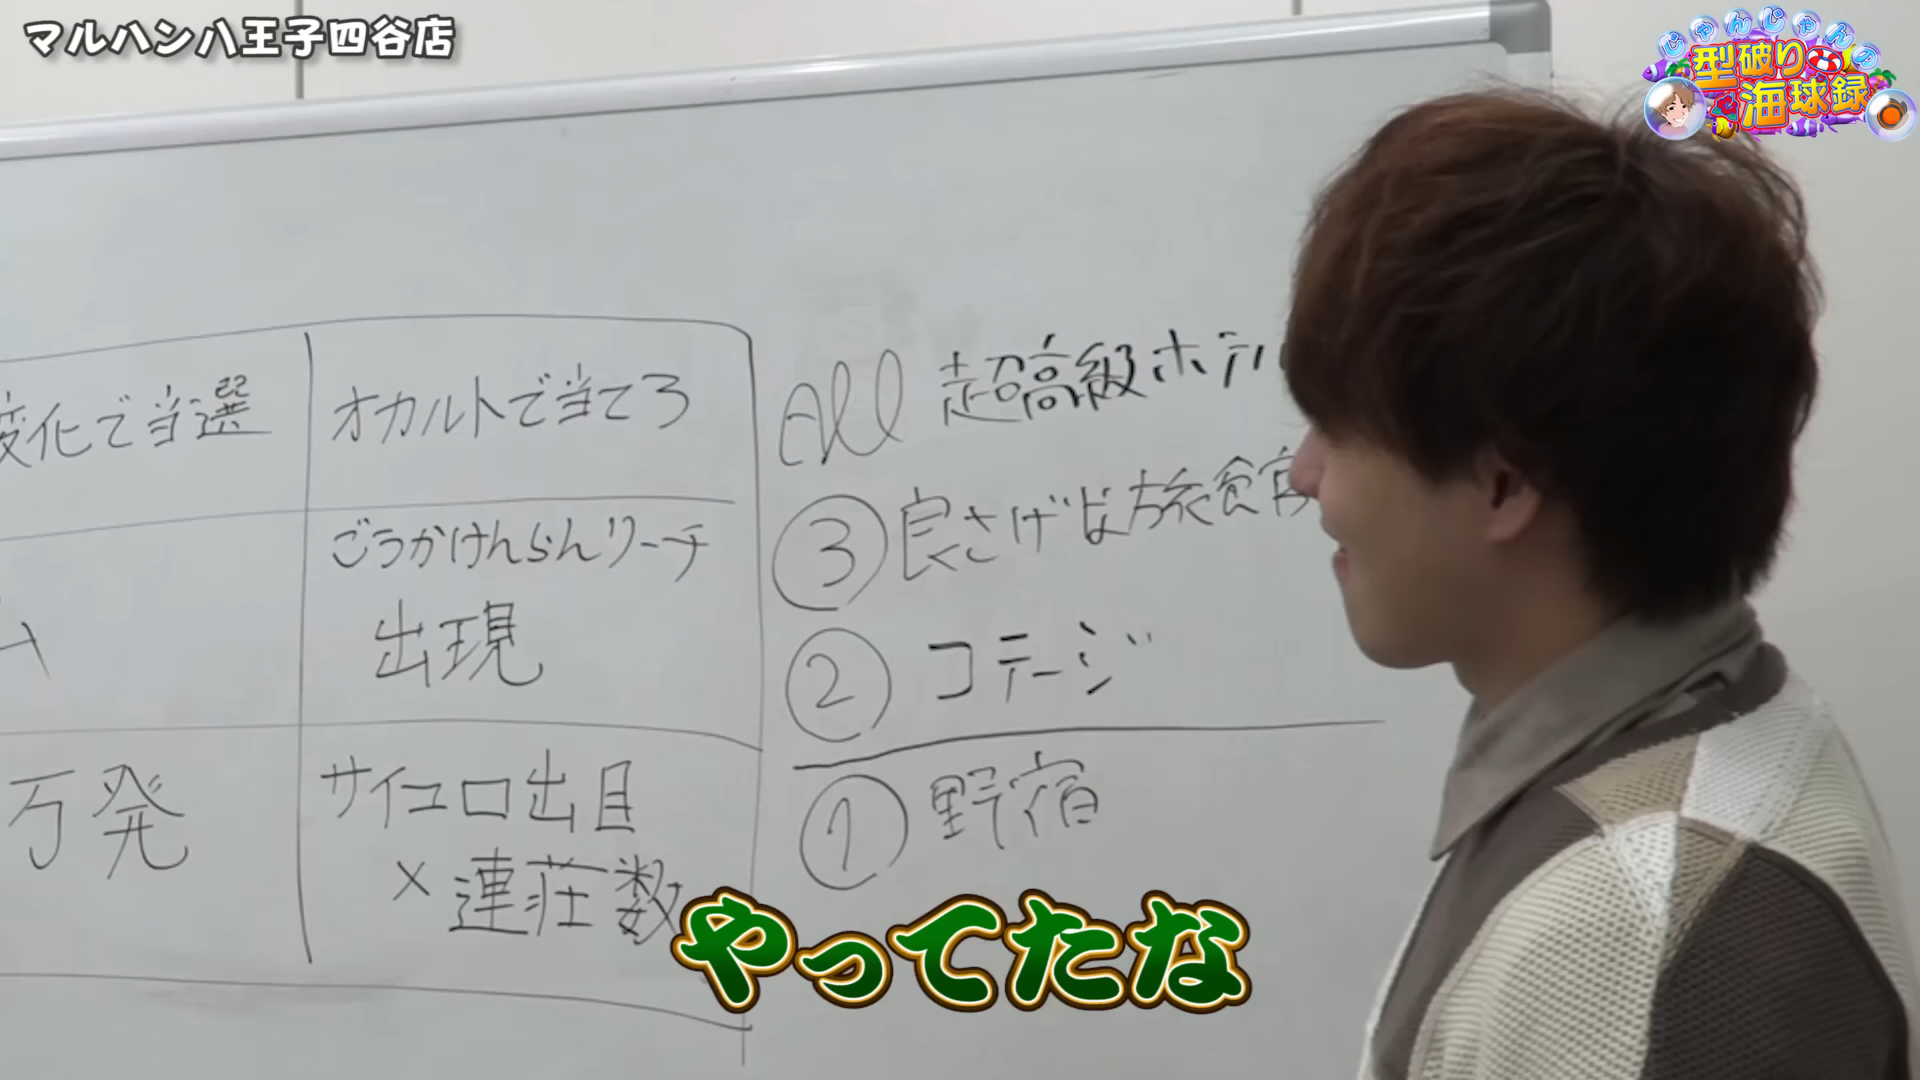 マルハン八王子四谷店
じゃんじゃんの
型破り
海球録
変化で当選
オカルトで当てろ
ごうかけんらんリーチ
出現
ム
万発
サイコロ出目
×連荘数
All 超高級ホテル
③ 良さげな旅館
② コテージ
① 野宿
やってたな